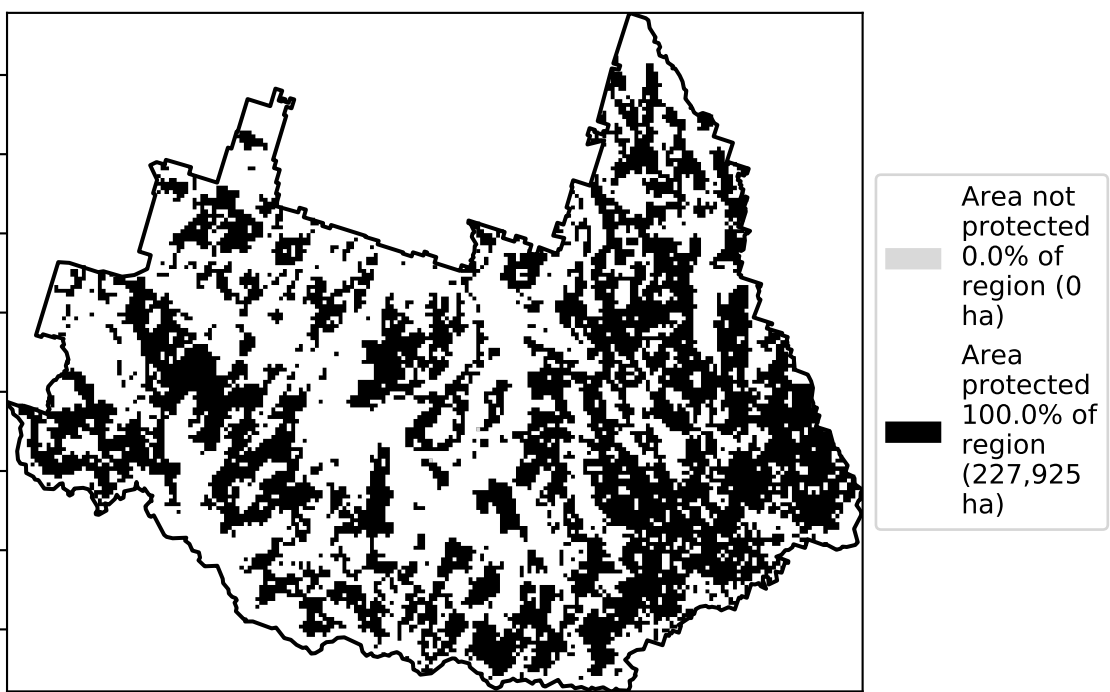 Area not
protected
0.0% of
region (0
ha)
Area
protected
100.0% of
region
(227,925
ha)